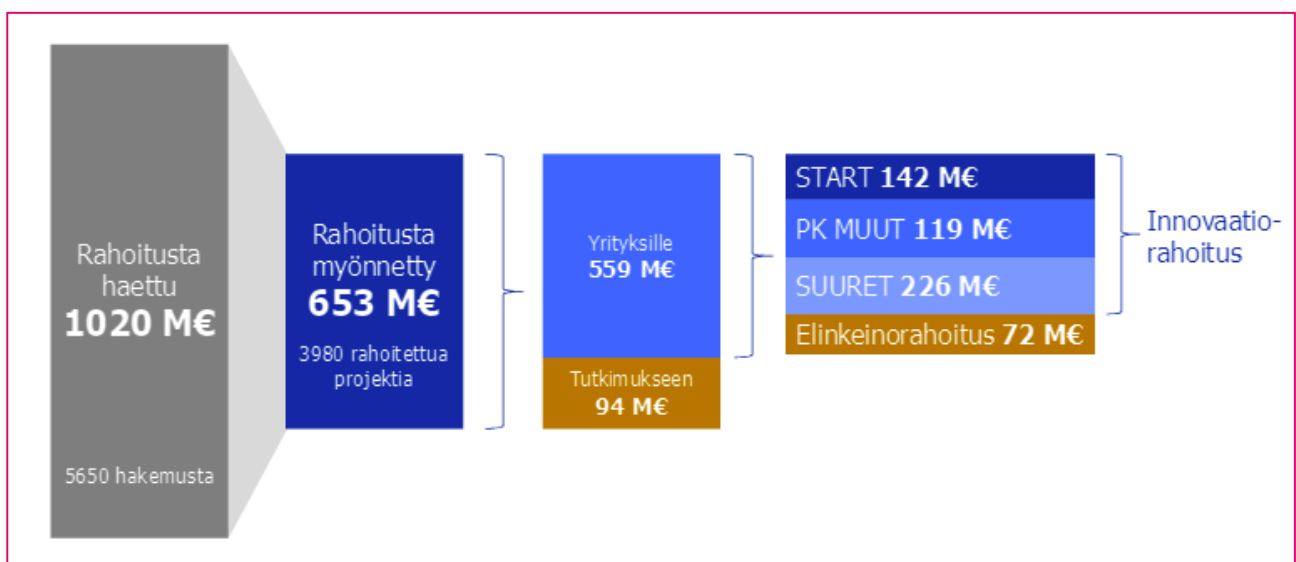 Rahoitusta
haettu
1020 M€
5650 hakemusta
Rahoitusta
myönnetty
653 M€
3980 rahoitettua
projektia
Yrityksille
559 M€
Tutkimukseen
94 M€
START 142 M€
PK MUUT 119 M€
SUURET 226 M€
Elinkeinorahoitus 72 M€
Innovaatio-
rahoitus